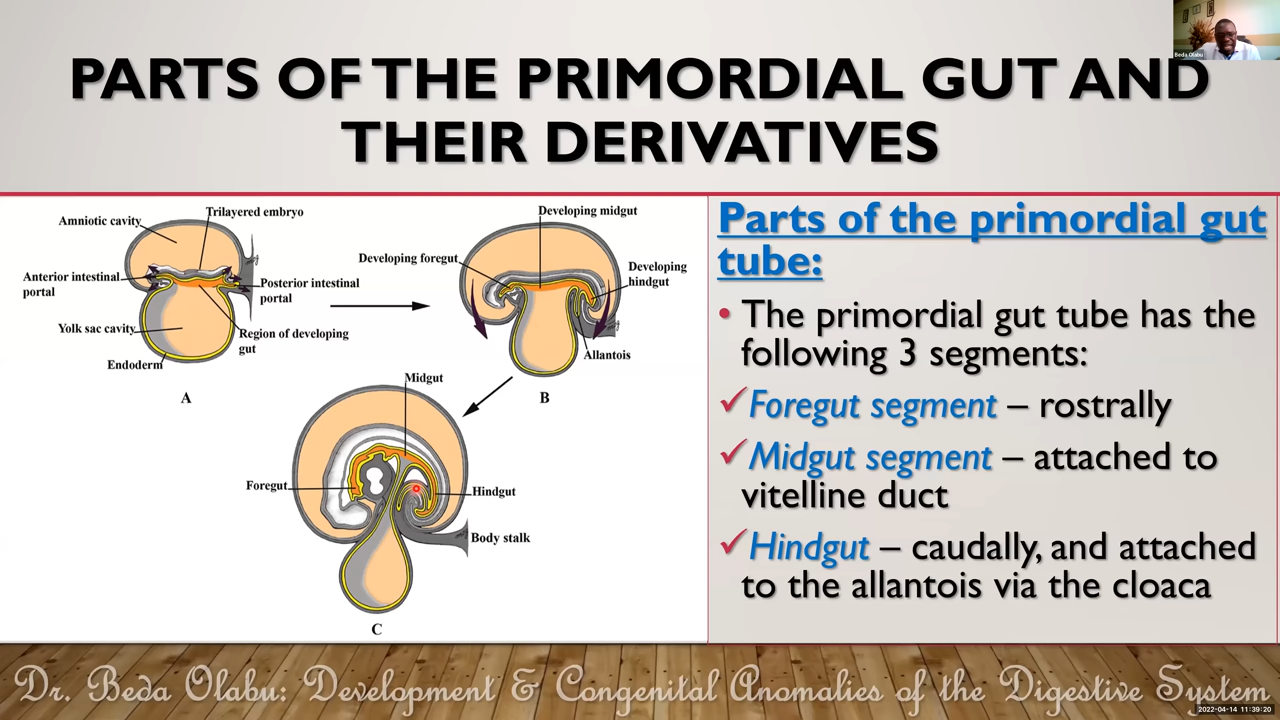 Beda Olabu
PARTS OF THE PRIMORDIAL GUT AND
THEIR DERIVATIVES
Amniotic cavity
Trilayered embryo
Anterior intestinal
portal
Posterior intestinal
portal
Yolk sac cavity
Region of developing
gut
Endoderm
A
Developing midgut
Developing foregut
Developing
hindgut
Allantois
B
Midgut
Foregut
Hindgut
Body stalk
C
Parts of the primordial gut
tube:
• The primordial gut tube has the
following 3 segments:
✓Foregut segment – rostrally
✓Midgut segment – attached to
vitelline duct
✓Hindgut – caudally, and attached
to the allantois via the cloaca
Dr. Beda Olabu: Development & Congenital Anomalies of the Digestive System
2022-04-14 11:39:20